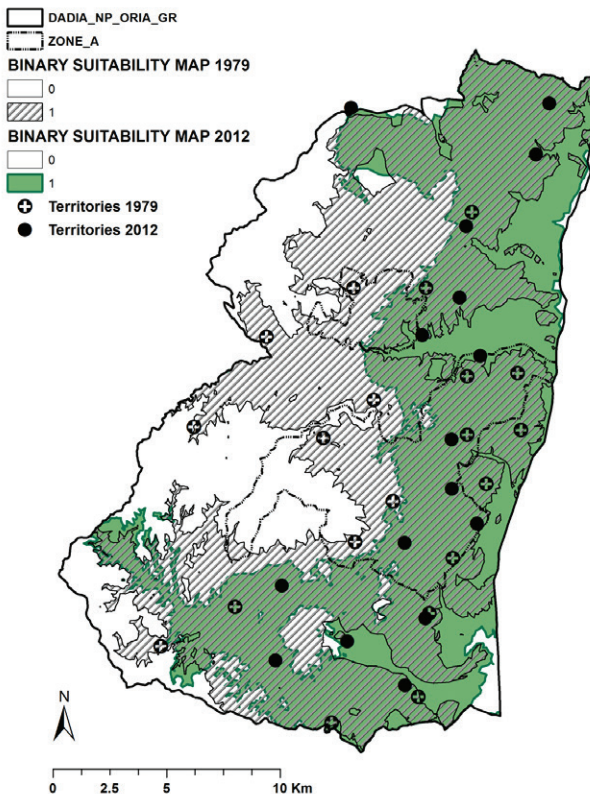 DADIA_NP_ORIA_GR
ZONE_A
BINARY SUITABILITY MAP 1979
0
1
BINARY SUITABILITY MAP 2012
0
1
Territories 1979
Territories 2012
N
0 2.5 5 10 Km